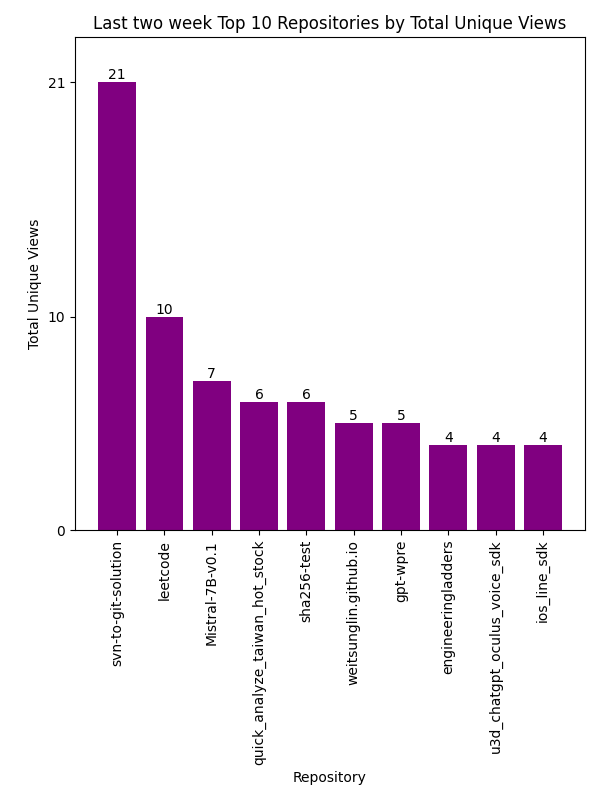 Last two week Top 10 Repositories by Total Unique Views
Total Unique Views
21
10
0
21
10
7
6
6
5
5
4
4
4
svn-to-git-solution
leetcode
Mistral-7B-v0.1
quick_analyze_taiwan_hot_stock
sha256-test
weitsunglin.github.io
gpt-wpre
engineeringladders
u3d_chatgpt_oculus_voice_sdk
ios_line_sdk
Repository